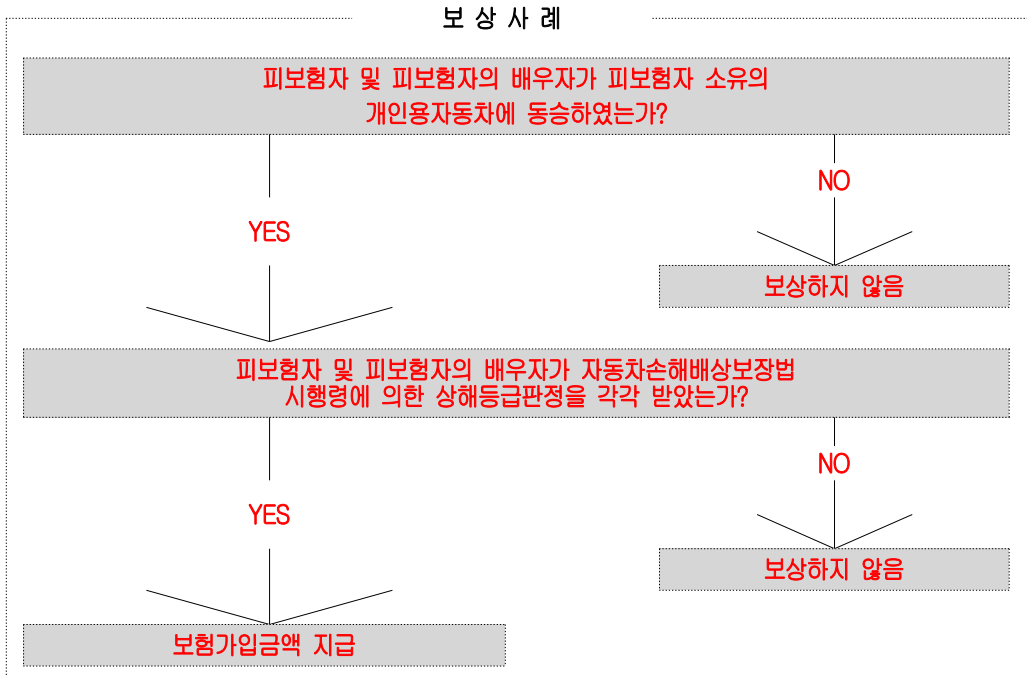 보 상 사 례
피보험자 및 피보험자의 배우자가 피보험자 소유의
개인용자동차에 동승하였는가?
NO
YES
보상하지 않음
피보험자 및 피보험자의 배우자가 자동차손해배상보장법
시행령에 의한 상해등급판정을 각각 받았는가?
NO
YES
보상하지 않음
보험가입금액 지급